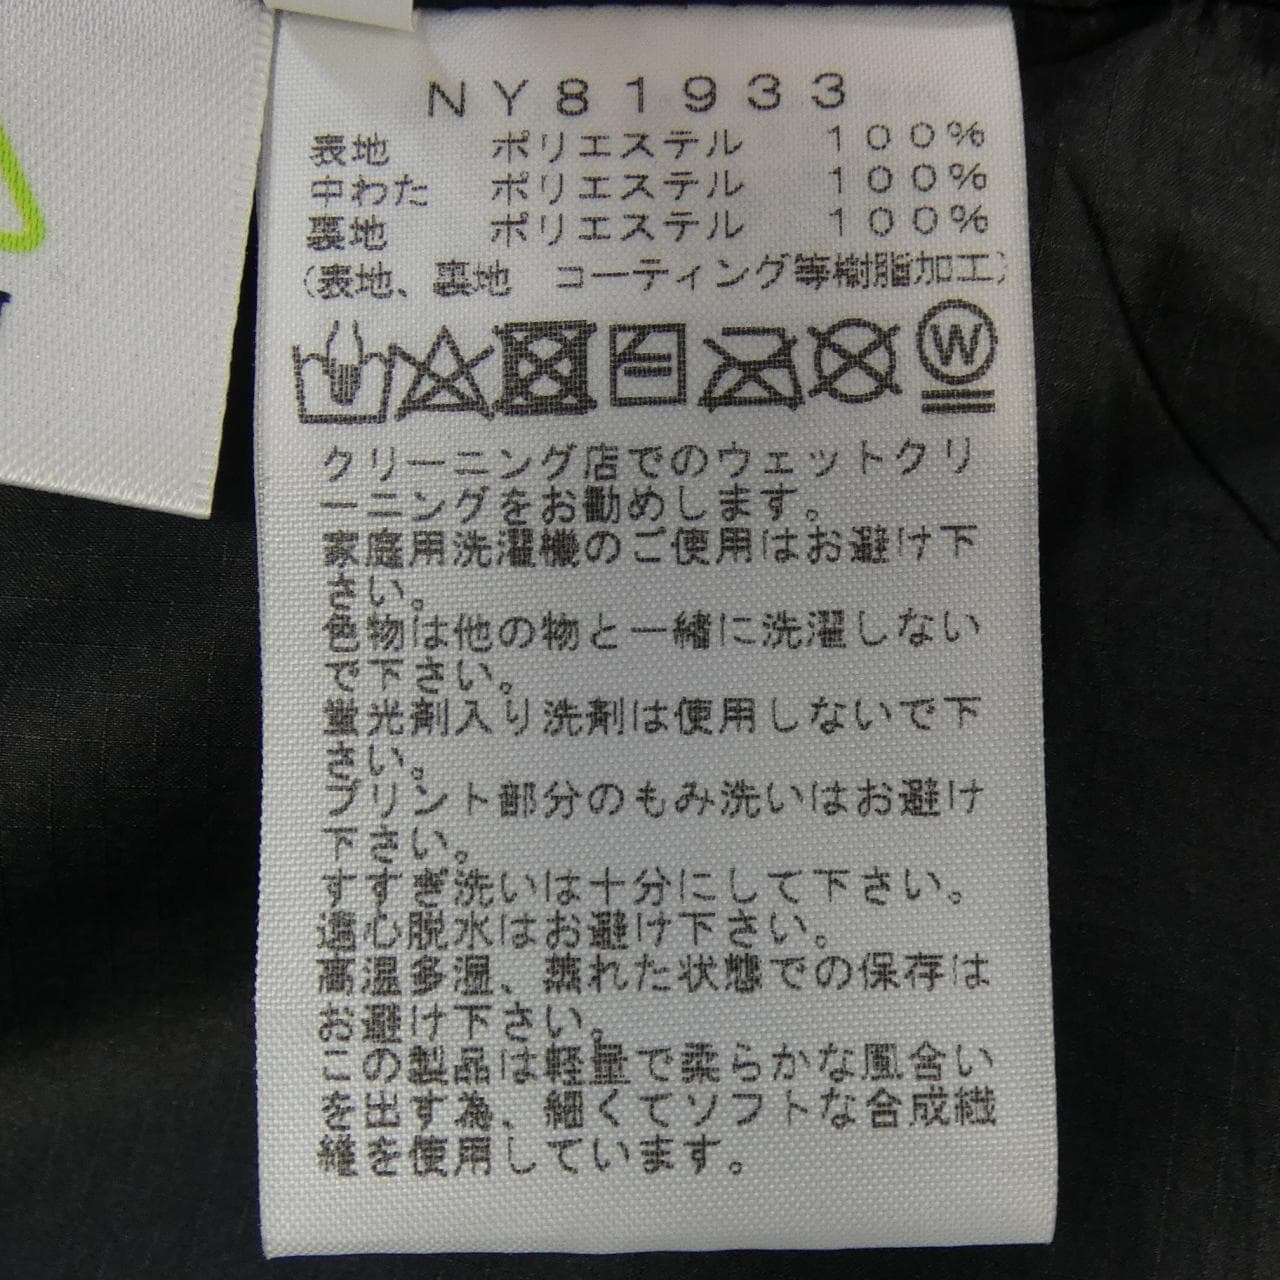 NY81933
表地 ポリエステル 100%
中わた ポリエステル 100%
裏地 ポリエステル 100%
(表地、裏地 コーティング等樹脂加工)
W
クリーニング店でのウェットクリ
ーニングをお勧めします。
家庭用洗濯機のご使用はお避け下
さい。
色物は他の物と一緒に洗濯しない
で下さい。
蛍光剤入り洗剤は使用しないで下
さい。
プリント部分のもみ洗いはお避け
下さい。
すすぎ洗いは十分にして下さい。
遠心脱水はお避け下さい。
高温多湿、蒸れた状態での保存は
お避け下さい。
この製品は軽量で柔らかな風合い
を出す為、細くてソフトな合成繊
維を使用しています。